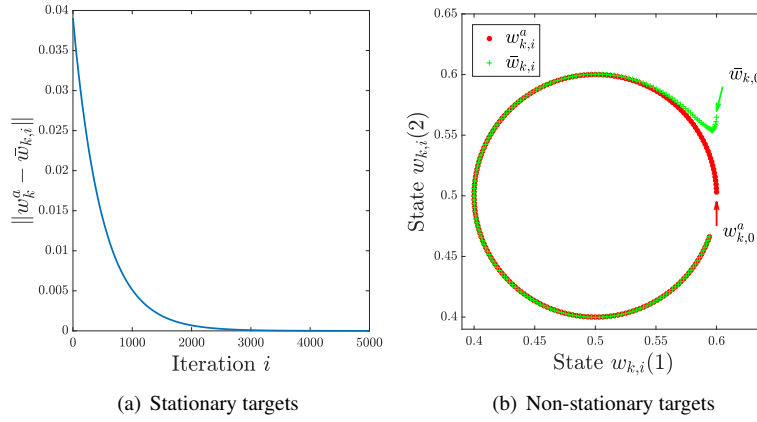 0.04
0.035
0.03
0.025
0.02
0.015
0.01
0.005
0
‖w_k^a − w̄_{k,i}‖
0 1000 2000 3000 4000 5000
Iteration i
(a) Stationary targets
w_{k,i}^a
w̄_{k,i}
w̄_{k,0}
w_{k,0}^a
0.65
0.6
0.55
0.5
0.45
0.4
State w_{k,i}(2)
0.4 0.45 0.5 0.55 0.6
State w_{k,i}(1)
(b) Non-stationary targets